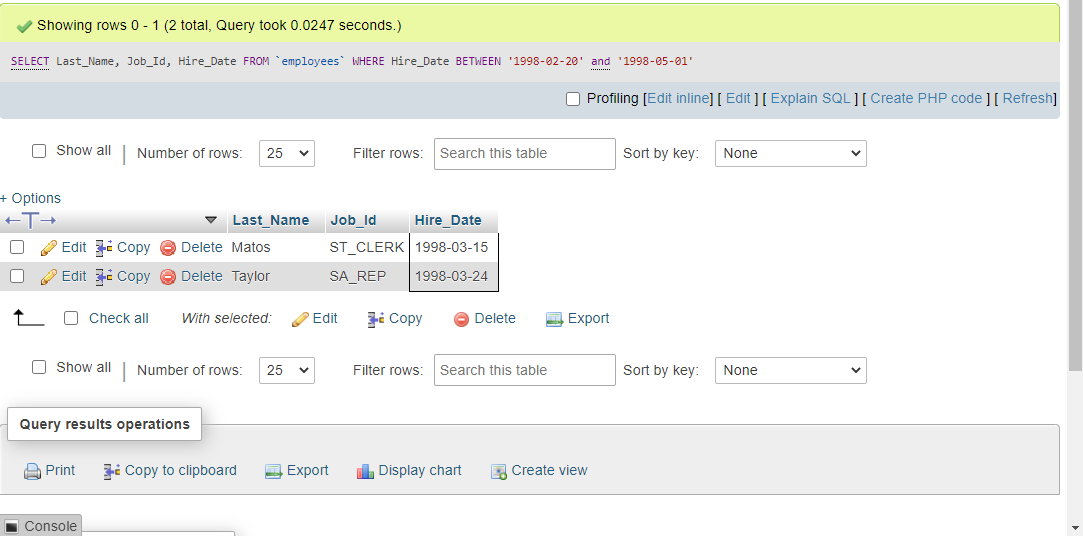 Showing rows 0 - 1 (2 total, Query took 0.0247 seconds.)
SELECT Last_Name, Job_Id, Hire_Date FROM `employees` WHERE Hire_Date BETWEEN '1998-02-20' and '1998-05-01'
Profiling [Edit inline] [ Edit ] [ Explain SQL ] [ Create PHP code ] [ Refresh]
Show all | Number of rows: 25 Filter rows: Search this table Sort by key: None
+ Options
←T→ Last_Name Job_Id Hire_Date
Edit Copy Delete Matos ST_CLERK 1998-03-15
Edit Copy Delete Taylor SA_REP 1998-03-24
Check all With selected: Edit Copy Delete Export
Show all | Number of rows: 25 Filter rows: Search this table Sort by key: None
Query results operations
Print Copy to clipboard Export Display chart Create view
Console